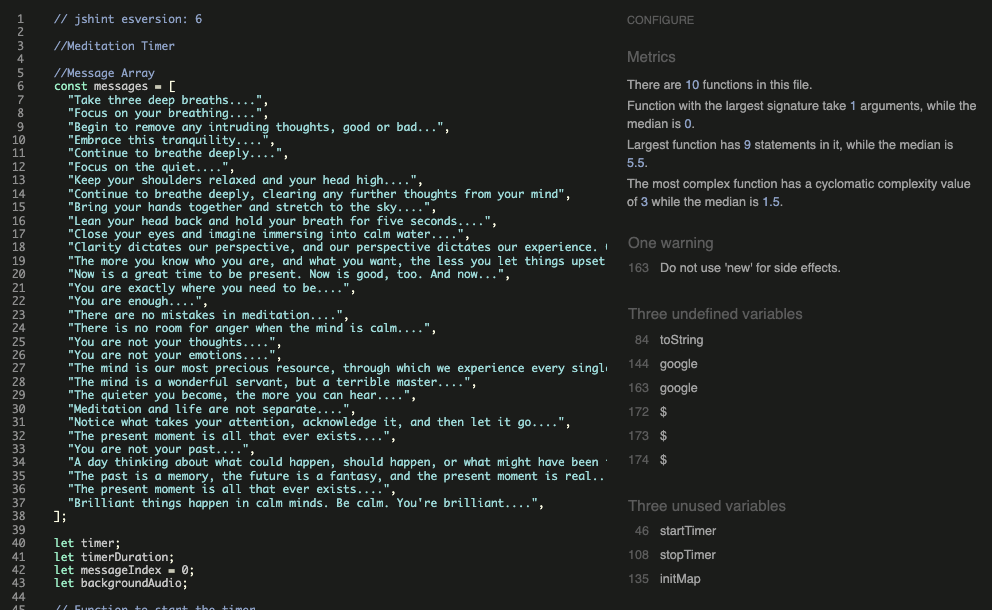 1 // jshint esversion: 6
2
3 //Meditation Timer
4
5 //Message Array
6 const messages = [
7 "Take three deep breaths....",
8 "Focus on your breathing....",
9 "Begin to remove any intruding thoughts, good or bad...",
10 "Embrace this tranquility....",
11 "Continue to breathe deeply....",
12 "Focus on the quiet....",
13 "Keep your shoulders relaxed and your head high....",
14 "Continue to breathe deeply, clearing any further thoughts from your mind",
15 "Bring your hands together and stretch to the sky....",
16 "Lean your head back and hold your breath for five seconds....",
17 "Close your eyes and imagine immersing into calm water....",
18 "Clarity dictates our perspective, and our perspective dictates our experience.
19 "The more you know who you are, and what you want, the less you let things upset
20 "Now is a great time to be present. Now is good, too. And now...",
21 "You are exactly where you need to be....",
22 "You are enough....",
23 "There are no mistakes in meditation....",
24 "There is no room for anger when the mind is calm....",
25 "You are not your thoughts....",
26 "You are not your emotions....",
27 "The mind is our most precious resource, through which we experience every single
28 "The mind is a wonderful servant, but a terrible master....",
29 "The quieter you become, the more you can hear....",
30 "Meditation and life are not separate....",
31 "Notice what takes your attention, acknowledge it, and then let it go....",
32 "The present moment is all that ever exists....",
33 "You are not your past....",
34 "A day thinking about what could happen, should happen, or what might have been
35 "The past is a memory, the future is a fantasy, and the present moment is real..
36 "The present moment is all that ever exists....",
37 "Brilliant things happen in calm minds. Be calm. You're brilliant....",
38 ];
39
40 let timer;
41 let timerDuration;
42 let messageIndex = 0;
43 let backgroundAudio;
44
45 // Function to start the timer
CONFIGURE
Metrics
There are 10 functions in this file.
Function with the largest signature take 1 arguments, while the
median is 0.
Largest function has 9 statements in it, while the median is
5.5.
The most complex function has a cyclomatic complexity value
of 3 while the median is 1.5.
One warning
163 Do not use 'new' for side effects.
Three undefined variables
84 toString
144 google
163 google
172 $
173 $
174 $
Three unused variables
46 startTimer
108 stopTimer
135 initMap